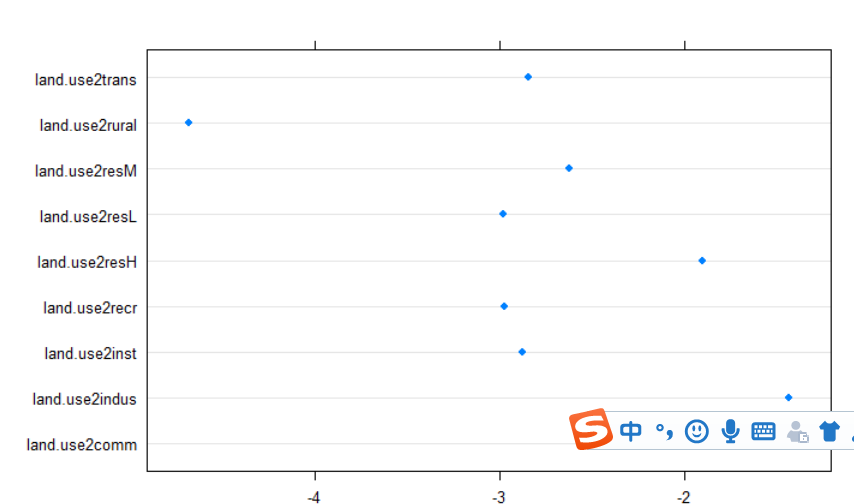 land.use2trans
land.use2rural
land.use2resM
land.use2resL
land.use2resH
land.use2recr
land.use2inst
land.use2indus
land.use2comm
S 中
-4 -3 -2